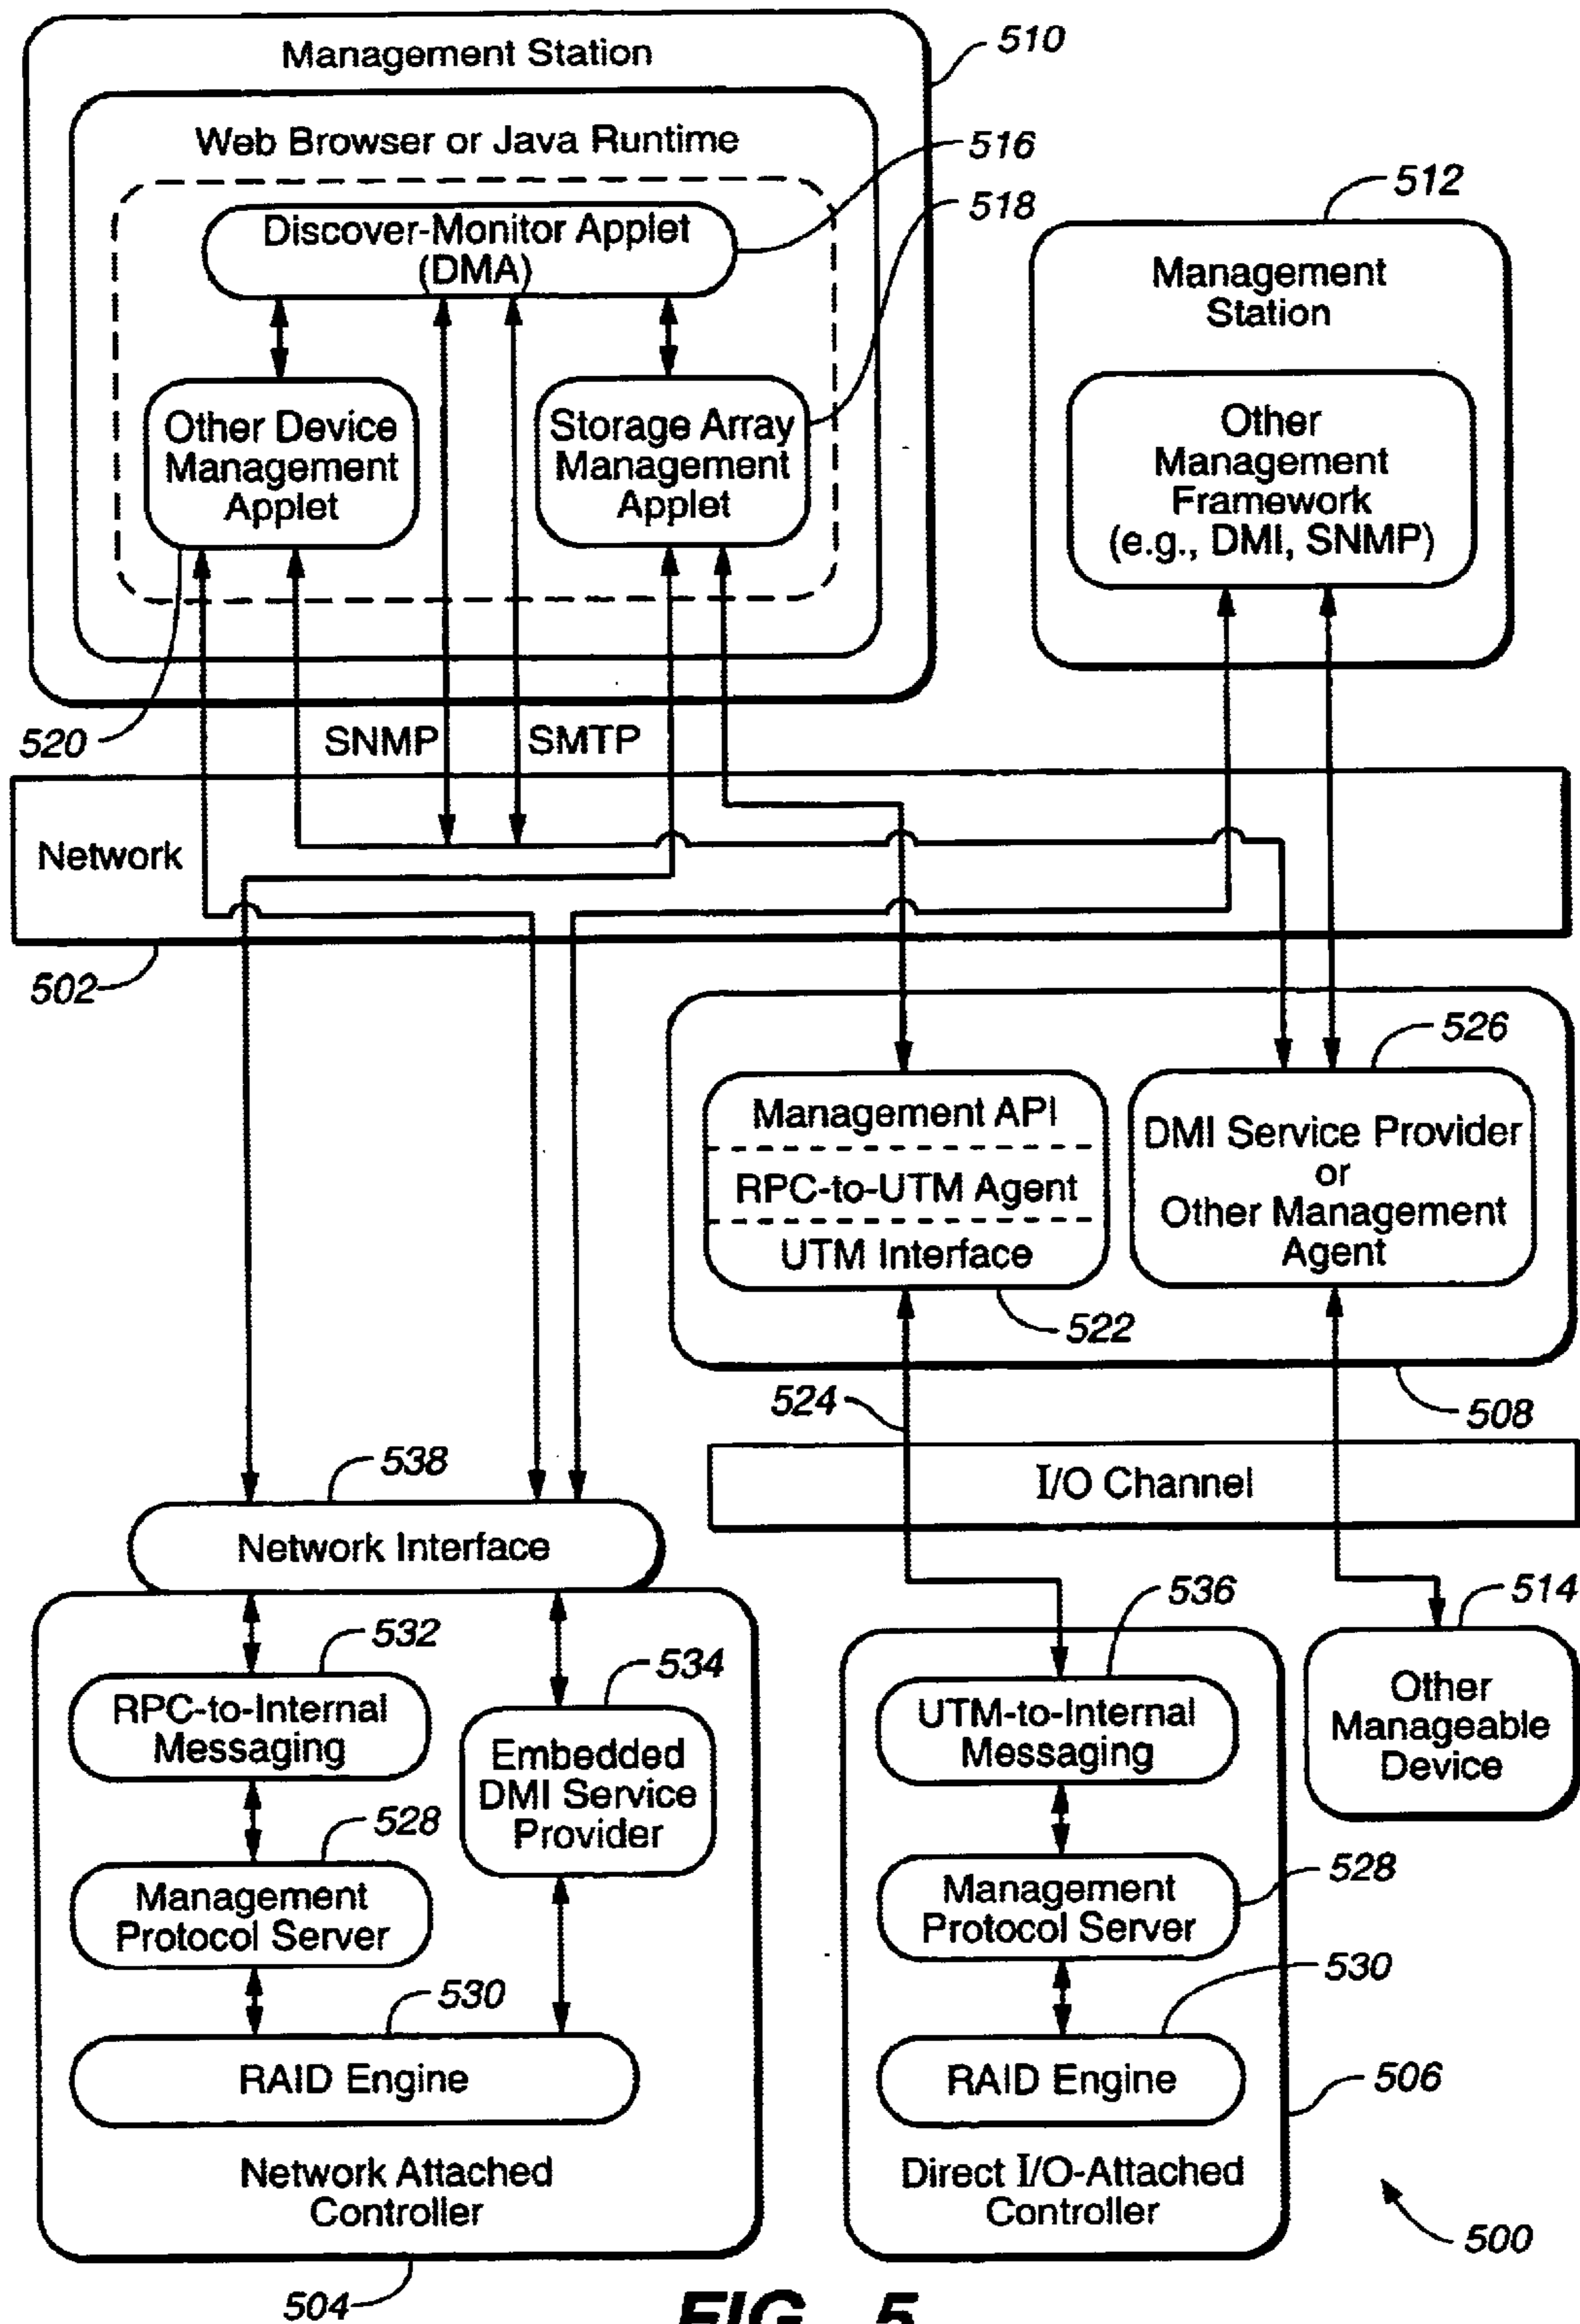 Management Station
510
Web Browser or Java Runtime
516
Discover-Monitor Applet
(DMA)
518
512
Management
Station
Other Device
Management
Applet
Storage Array
Management
Applet
Other
Management
Framework
(e.g., DMI, SNMP)
520
SNMP
SMTP
Network
502
526
Management API
RPC-to-UTM Agent
UTM Interface
DMI Service Provider
or
Other Management
Agent
522
524
508
I/O Channel
538
Network Interface
536
514
532
534
RPC-to-Internal
Messaging
Embedded
DMI Service
Provider
UTM-to-Internal
Messaging
Other
Manageable
Device
528
Management
Protocol Server
Management
Protocol Server
528
530
RAID Engine
RAID Engine
530
506
Network Attached
Controller
Direct I/O-Attached
Controller
500
504
FIG._5